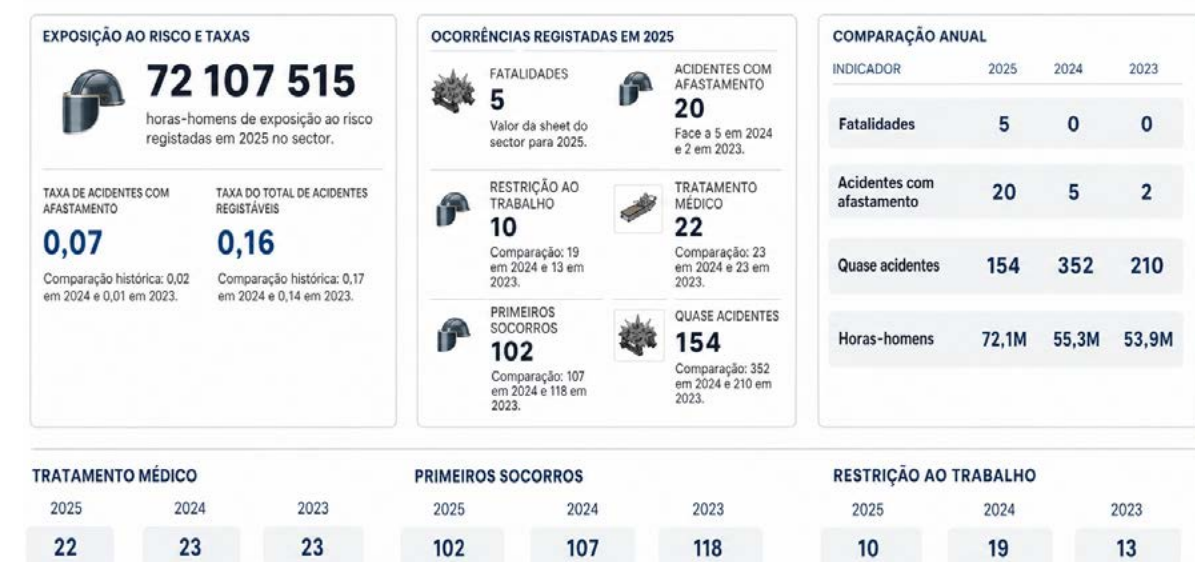 EXPOSIÇÃO AO RISCO E TAXAS
72 107 515
horas-homens de exposição ao risco
registadas em 2025 no sector.
TAXA DE ACIDENTES COM
AFASTAMENTO
0,07
Comparação histórica: 0,02
em 2024 e 0,01 em 2023.
TAXA DO TOTAL DE ACIDENTES
REGISTÁVEIS
0,16
Comparação histórica: 0,17
em 2024 e 0,14 em 2023.
OCORRÊNCIAS REGISTADAS EM 2025
FATALIDADES
5
Valor da sheet do
sector para 2025.
ACIDENTES COM
AFASTAMENTO
20
Face a 5 em 2024
e 2 em 2023.
RESTRIÇÃO AO
TRABALHO
10
Comparação: 19
em 2024 e 13 em
2023.
TRATAMENTO
MÉDICO
22
Comparação: 23
em 2024 e 23 em
2023.
PRIMEIROS
SOCORROS
102
Comparação: 107
em 2024 e 118 em
2023.
QUASE ACIDENTES
154
Comparação: 352
em 2024 e 210 em
2023.
COMPARAÇÃO ANUAL
INDICADOR 2025 2024 2023
Fatalidades 5 0 0
Acidentes com
afastamento 20 5 2
Quase acidentes 154 352 210
Horas-homens 72,1M 55,3M 53,9M
TRATAMENTO MÉDICO
2025 2024 2023
22 23 23
PRIMEIROS SOCORROS
2025 2024 2023
102 107 118
RESTRIÇÃO AO TRABALHO
2025 2024 2023
10 19 13